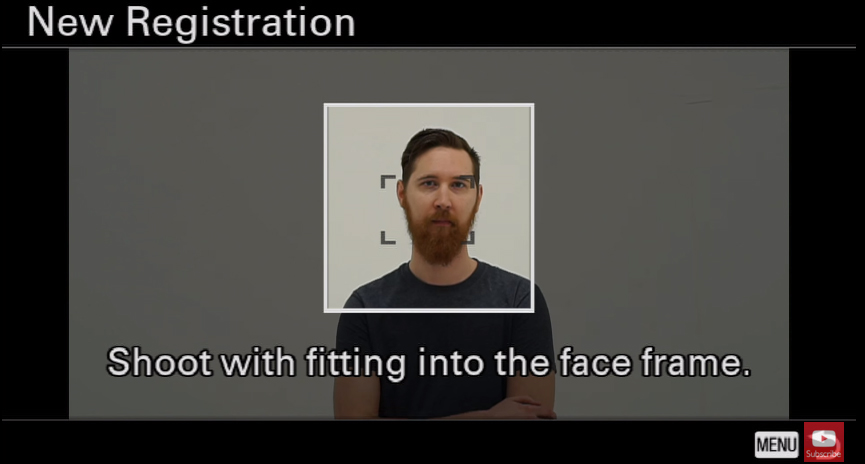 New Registration
Shoot with fitting into the face frame.
MENU
Subscribe